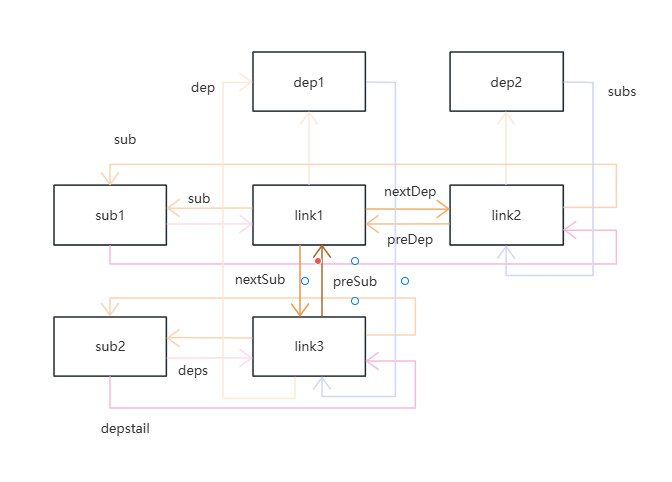 dep1
dep2
dep
subs
sub
sub
nextDep
sub1
link1
link2
preDep
nextSub
preSub
sub2
link3
deps
depstail